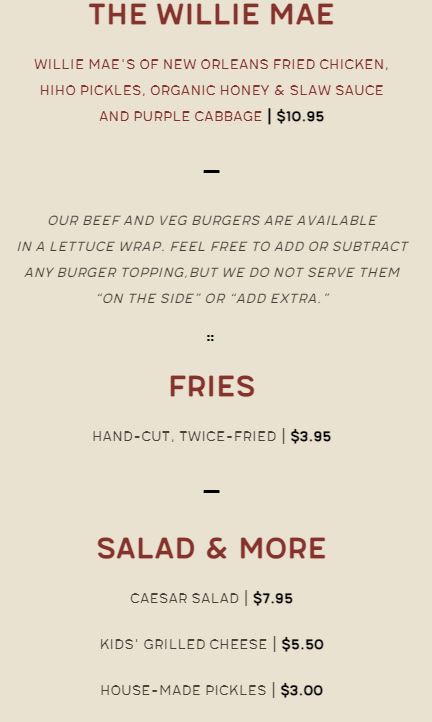 THE WILLIE MAE
WILLIE MAE'S OF NEW ORLEANS FRIED CHICKEN,
HIHO PICKLES, ORGANIC HONEY & SLAW SAUCE
AND PURPLE CABBAGE | $10.95
—
OUR BEEF AND VEG BURGERS ARE AVAILABLE
IN A LETTUCE WRAP. FEEL FREE TO ADD OR SUBTRACT
ANY BURGER TOPPING,BUT WE DO NOT SERVE THEM
“ON THE SIDE” OR “ADD EXTRA.”
::
FRIES
HAND-CUT, TWICE-FRIED | $3.95
—
SALAD & MORE
CAESAR SALAD | $7.95
KIDS' GRILLED CHEESE | $5.50
HOUSE-MADE PICKLES | $3.00